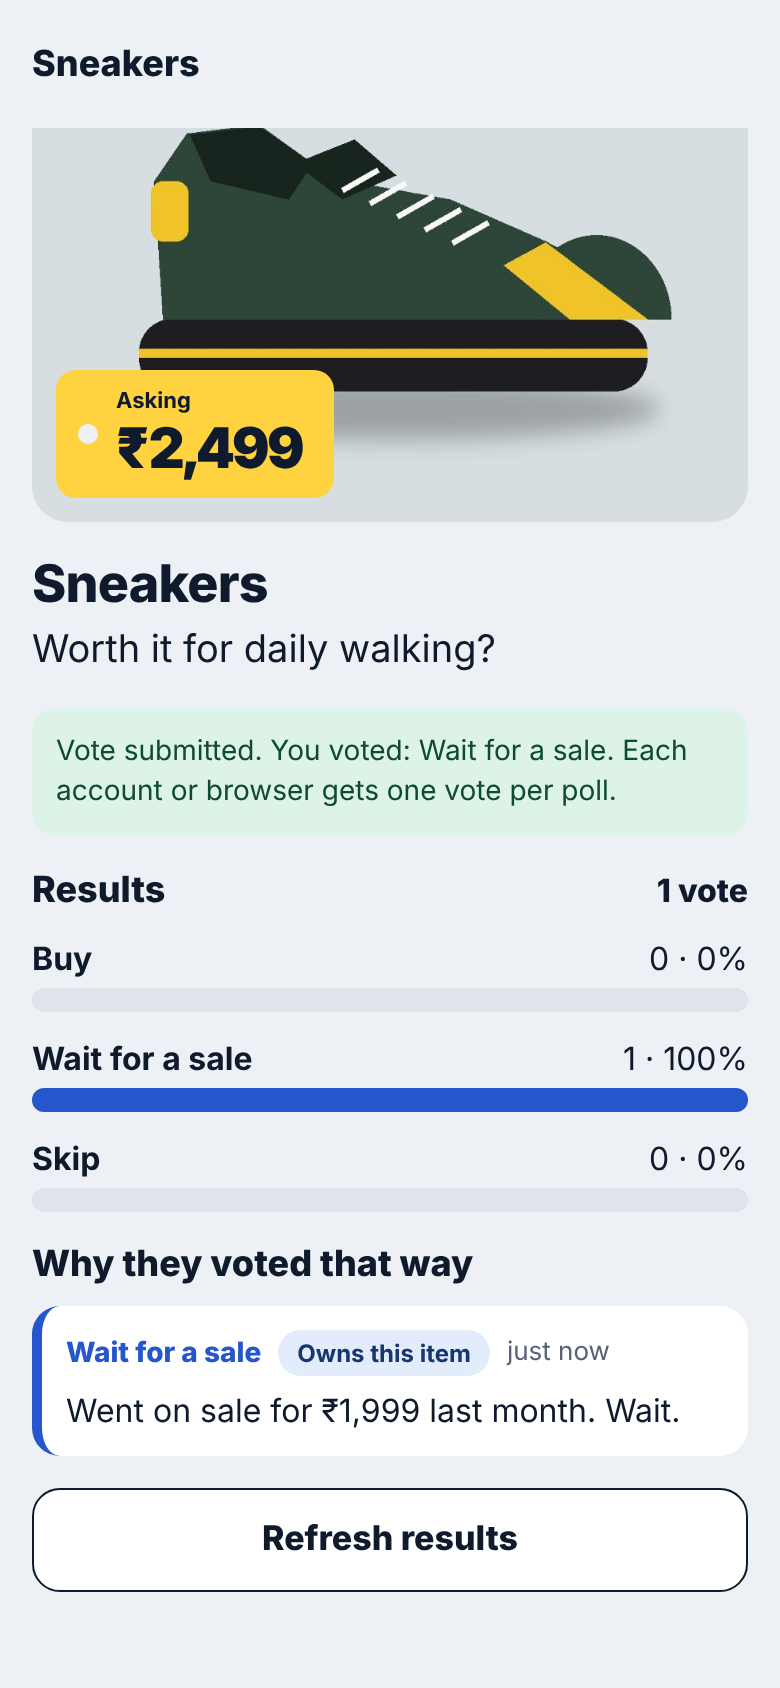 Sneakers
Asking
₹2,499
Sneakers
Worth it for daily walking?
Vote submitted. You voted: Wait for a sale. Each
account or browser gets one vote per poll.
Results 1 vote
Buy 0 · 0%
Wait for a sale 1 · 100%
Skip 0 · 0%
Why they voted that way
Wait for a sale Owns this item just now
Went on sale for ₹1,999 last month. Wait.
Refresh results